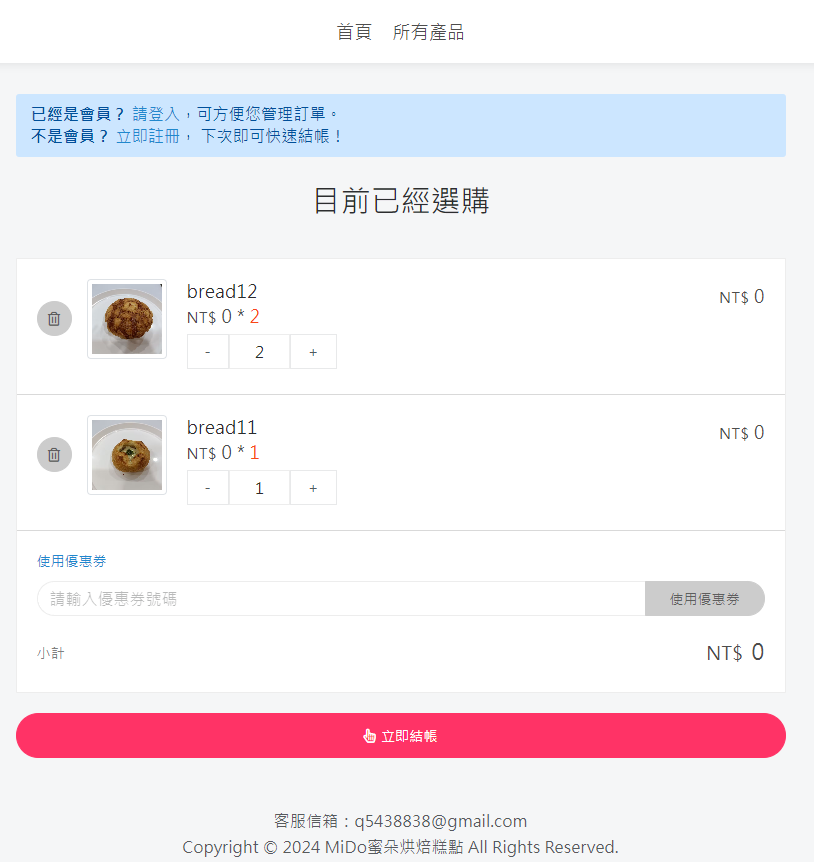 首頁 所有產品
已經是會員？ 請登入，可方便您管理訂單。
不是會員？ 立即註冊， 下次即可快速結帳！
目前已經選購
bread12
NT$ 0
NT$ 0 * 2
- 2 +
bread11
NT$ 0
NT$ 0 * 1
- 1 +
使用優惠券
請輸入優惠券號碼 使用優惠券
小計 NT$ 0
立即結帳
客服信箱：q5438838@gmail.com
Copyright © 2024 MiDo蜜朵烘焙糕點 All Rights Reserved.